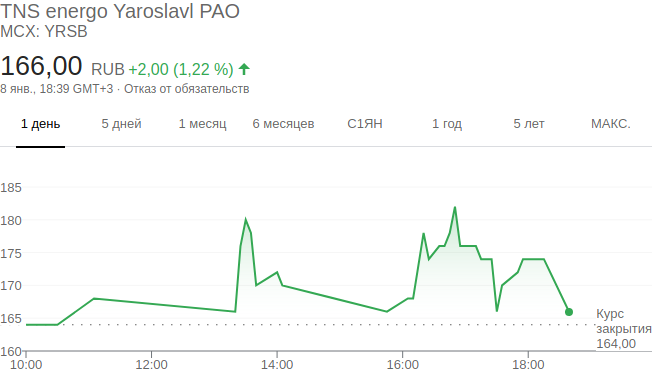 TNS energo Yaroslavl PAO
MCX: YRSB
166,00 RUB +2,00 (1,22 %)
8 янв., 18:39 GMT+3 · Отказ от обязательств
1 день 5 дней 1 месяц 6 месяцев С1ЯН 1 год 5 лет МАКС.
185
180
175
170
165
160
Курс
закрытия
164,00
10:00 12:00 14:00 16:00 18:00